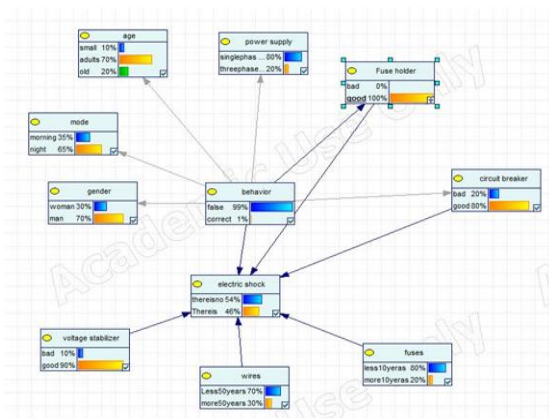 age
small 10%
adults 70%
old 20%
power supply
singlephas ... 80%
threephase... 20%
Fuse holder
bad 0%
good 100%
mode
morning 35%
night 65%
circuit breaker
bad 20%
good 80%
gender
woman 30%
man 70%
behavior
false 99%
correct 1%
electric shock
thereisno 54%
Thereis 46%
voltage stabilizer
bad 10%
good 90%
wires
Less50years 70%
more50years 30%
fuses
less10yeras 80%
more10yeras 20%
Academic Use Only